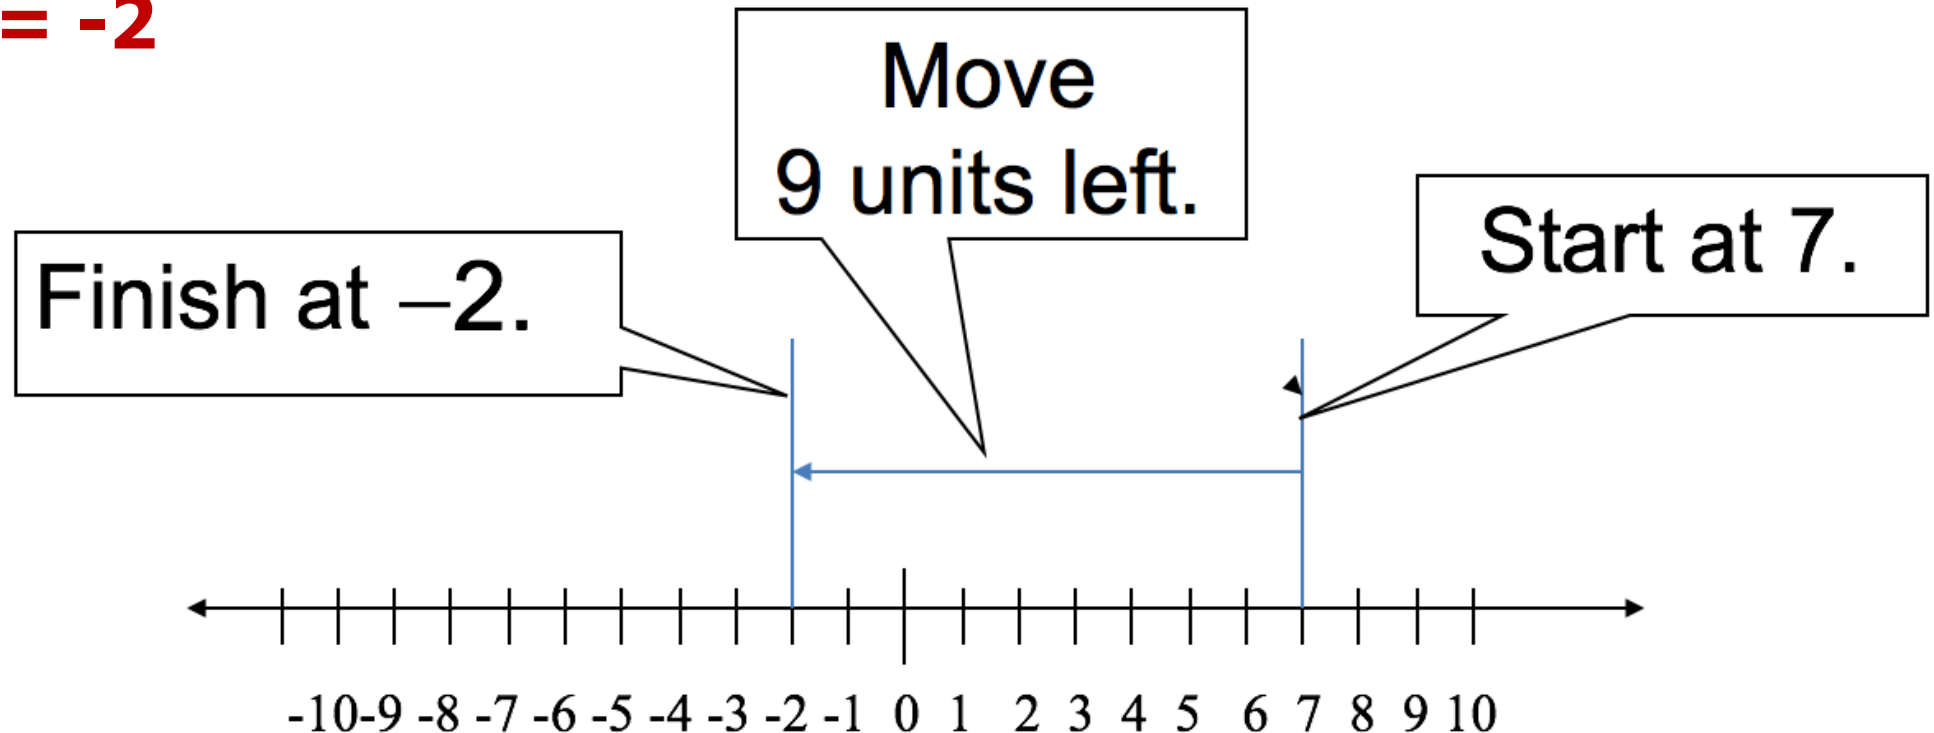 = -2
Move
9 units left.
Start at 7.
Finish at –2.
-10 -9 -8 -7 -6 -5 -4 -3 -2 -1 0 1 2 3 4 5 6 7 8 9 10